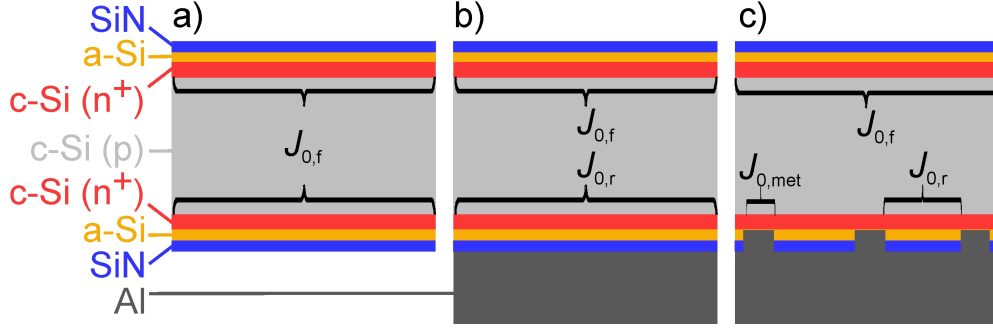 a)
b)
c)
SiN
a-Si
c-Si (n⁺)
c-Si (p)
c-Si (n⁺)
a-Si
SiN
Al
J₀,f
J₀,f
J₀,r
J₀,f
J₀,met
J₀,r